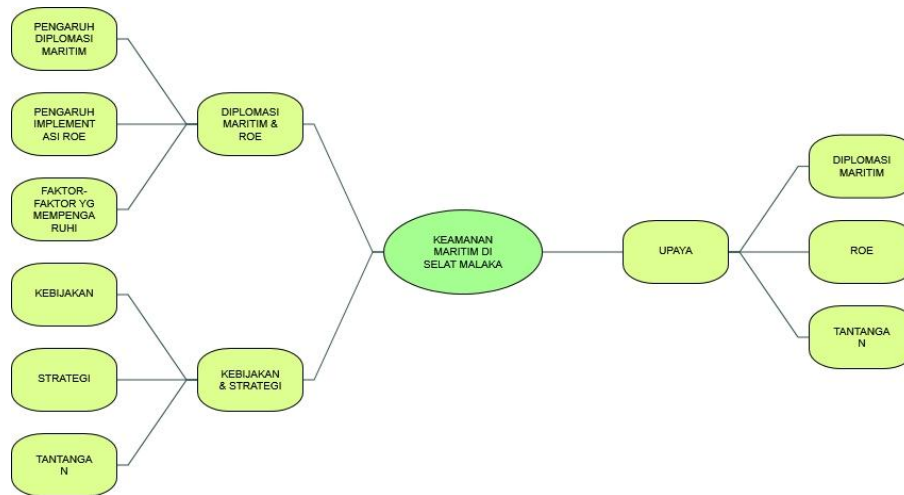 PENGARUH
DIPLOMASI
MARITIM
PENGARUH
IMPLEMENT
ASI ROE
FAKTOR-
FAKTOR YG
MEMPENGA
RUHI
DIPLOMASI
MARITIM &
ROE
KEBIJAKAN
STRATEGI
TANTANGA
N
KEBIJAKAN
& STRATEGI
KEAMANAN
MARITIM DI
SELAT MALAKA
UPAYA
DIPLOMASI
MARITIM
ROE
TANTANGA
N